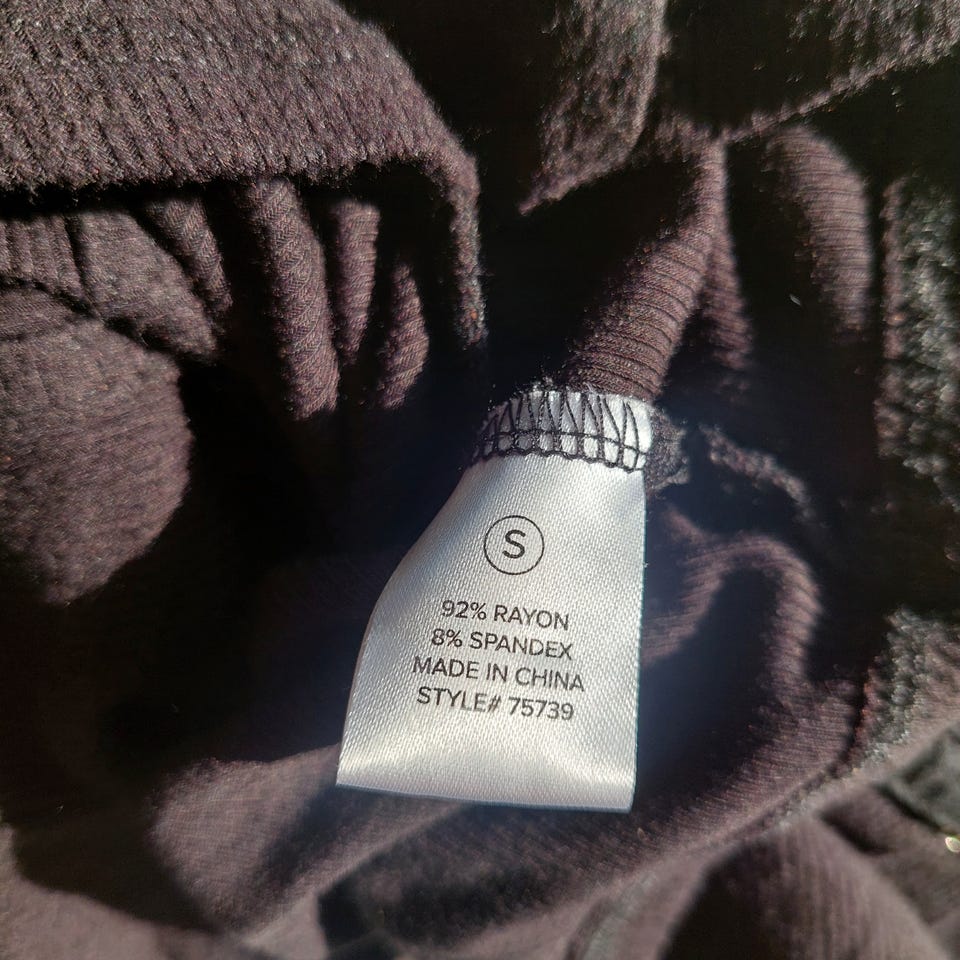 S
92% RAYON
8% SPANDEX
MADE IN CHINA
STYLE# 75739